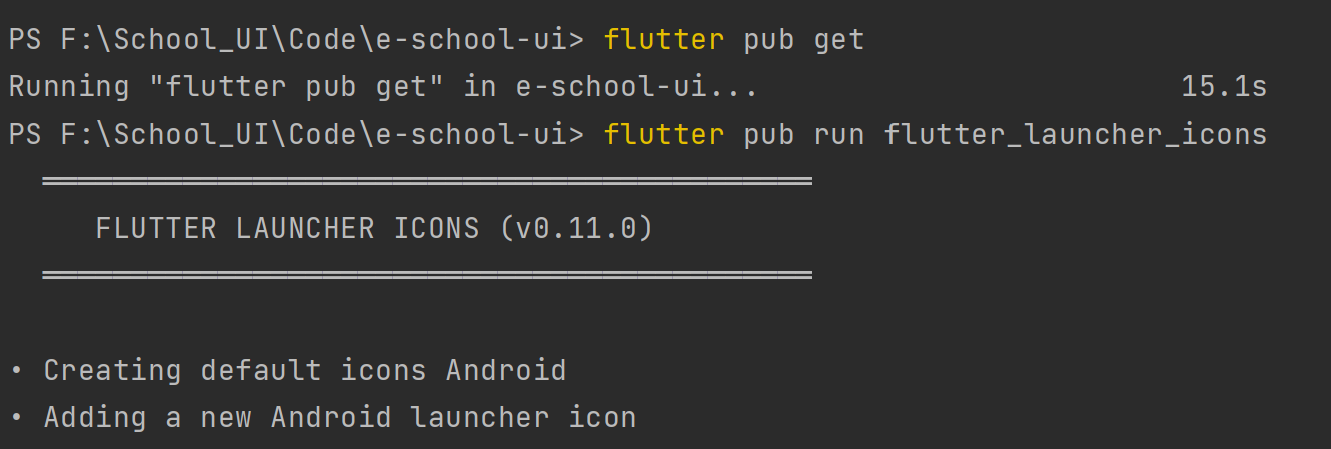 PS F:\School_UI\Code\e-school-ui> flutter pub get
Running "flutter pub get" in e-school-ui... 15.1s
PS F:\School_UI\Code\e-school-ui> flutter pub run flutter_launcher_icons
════════════════════════════════════════════
FLUTTER LAUNCHER ICONS (v0.11.0)
════════════════════════════════════════════
• Creating default icons Android
• Adding a new Android launcher icon